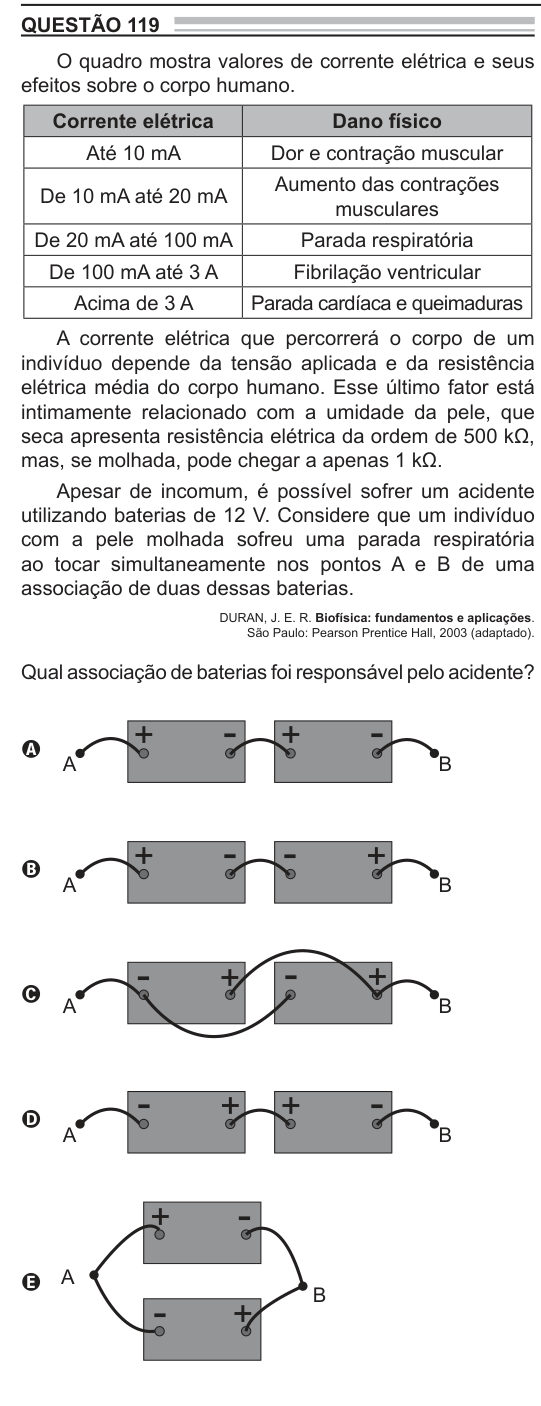 QUESTÃO 119
O quadro mostra valores de corrente elétrica e seus
efeitos sobre o corpo humano.
Corrente elétrica Dano físico
Até 10 mA Dor e contração muscular
De 10 mA até 20 mA Aumento das contrações
musculares
De 20 mA até 100 mA Parada respiratória
De 100 mA até 3 A Fibrilação ventricular
Acima de 3 A Parada cardíaca e queimaduras
A corrente elétrica que percorrerá o corpo de um
indivíduo depende da tensão aplicada e da resistência
elétrica média do corpo humano. Esse último fator está
intimamente relacionado com a umidade da pele, que
seca apresenta resistência elétrica da ordem de 500 kΩ,
mas, se molhada, pode chegar a apenas 1 kΩ.
Apesar de incomum, é possível sofrer um acidente
utilizando baterias de 12 V. Considere que um indivíduo
com a pele molhada sofreu uma parada respiratória
ao tocar simultaneamente nos pontos A e B de uma
associação de duas dessas baterias.
DURAN, J. E. R. Biofísica: fundamentos e aplicações.
São Paulo: Pearson Prentice Hall, 2003 (adaptado).
Qual associação de baterias foi responsável pelo acidente?
A A + - + - B
B A + - - + B
C A - + - + B
D A - + + - B
E A + - - + B